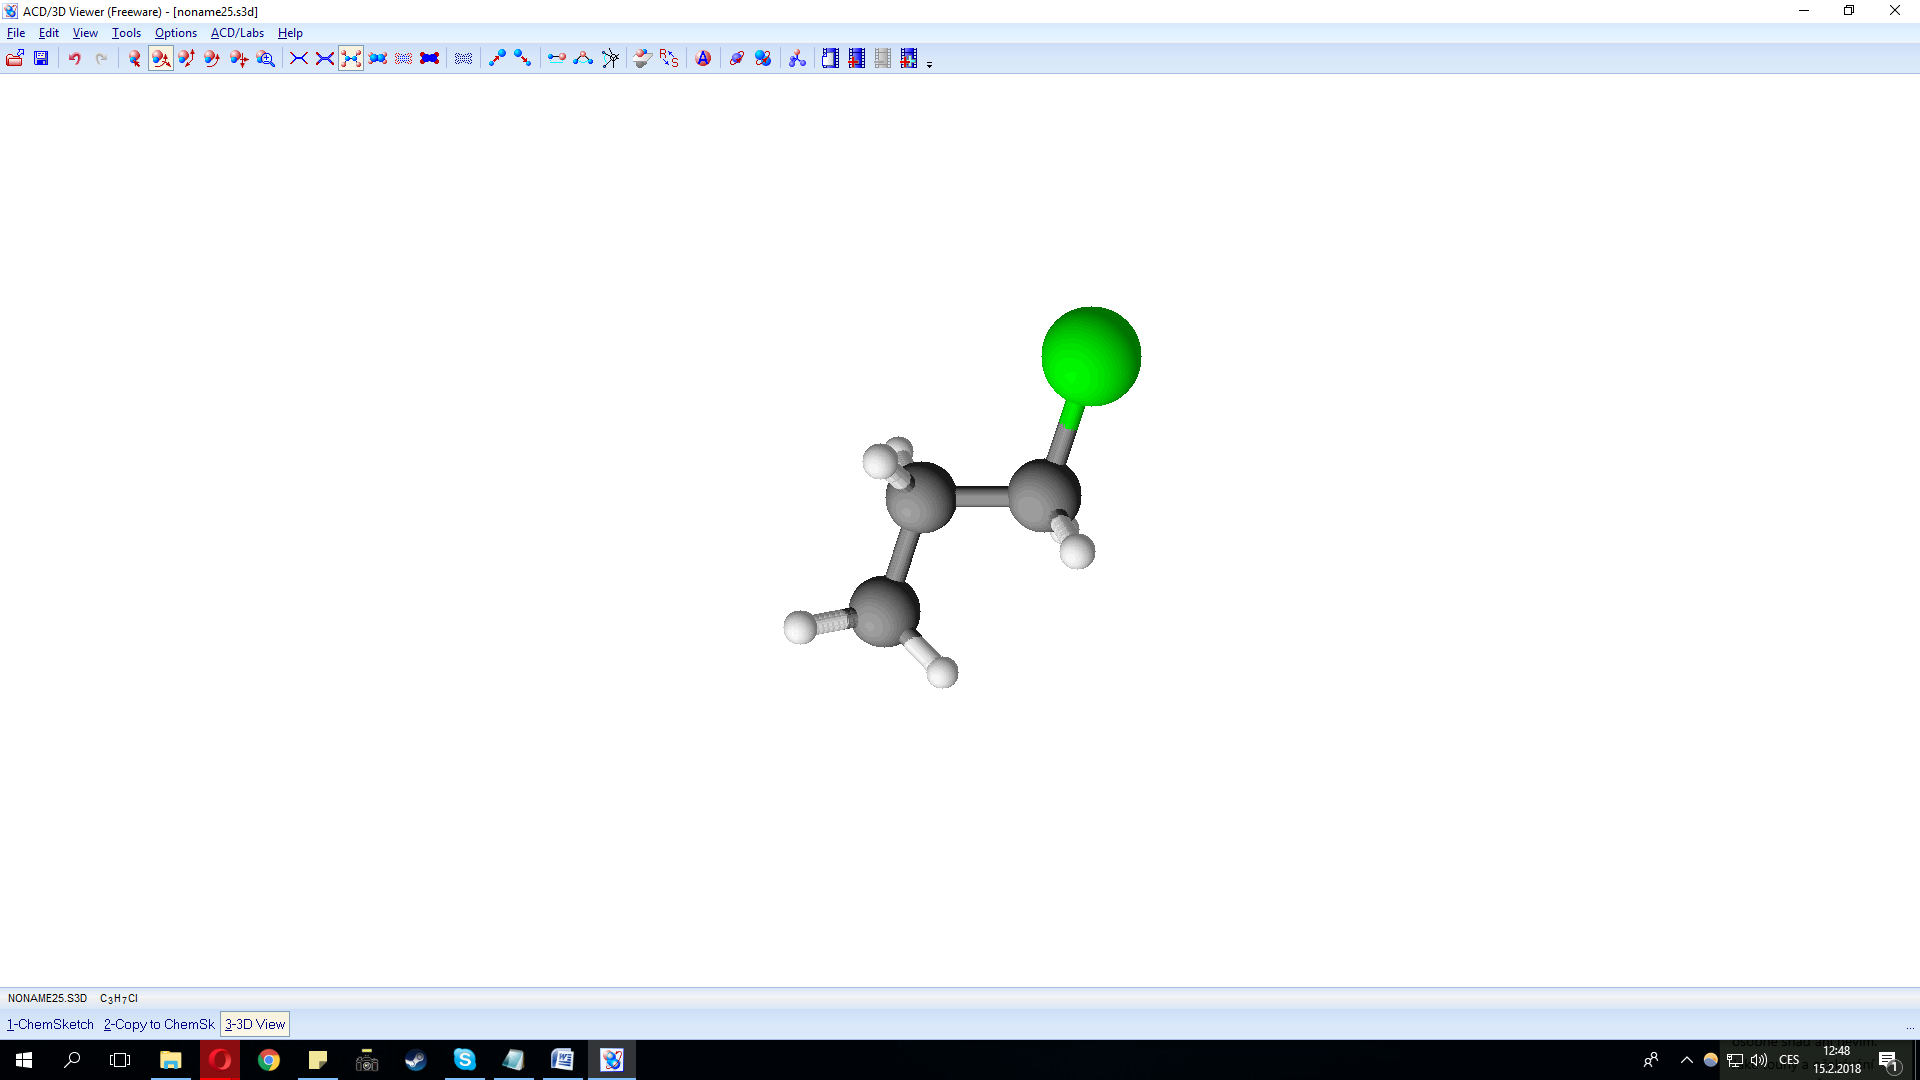 ACD/3D Viewer (Freeware) - [noname25.s3d]
File Edit View Tools Options ACD/Labs Help
NONAME25.S3D C3H7Cl
1-ChemSketch 2-Copy to ChemSk 3-3D View
CES
12:48
15.2.2018
1